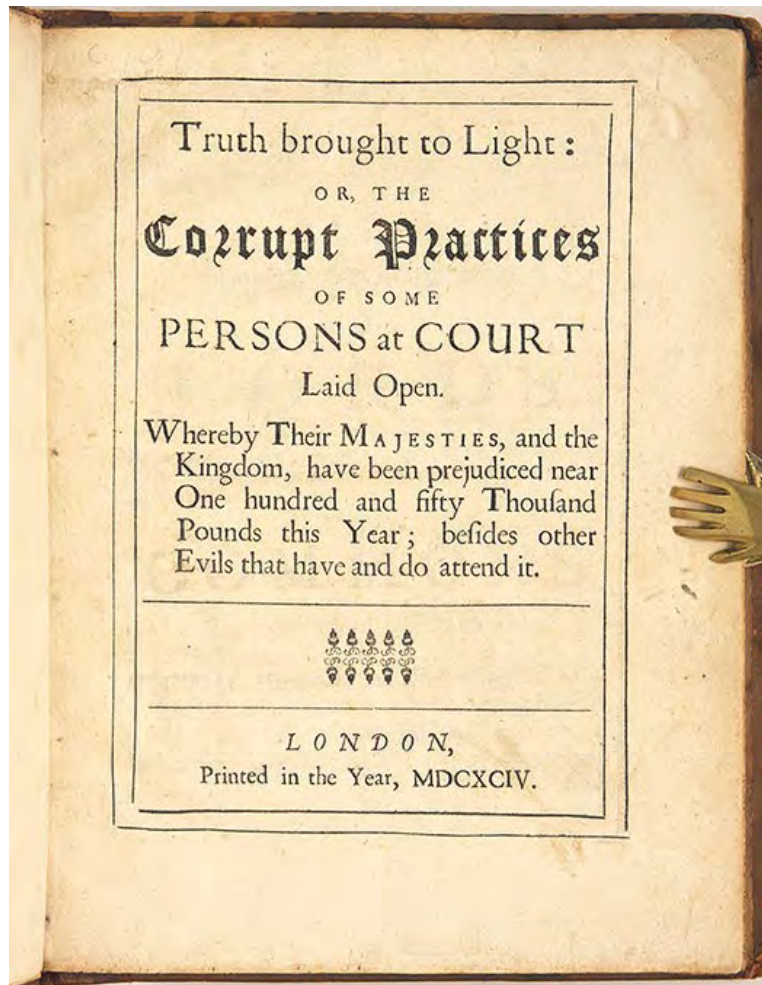 Truth brought to Light:
OR, THE
Corrupt Practices
OF SOME
PERSONS at COURT
Laid Open.
Whereby Their MAJESTIES, and the
Kingdom, have been prejudiced near
One hundred and fifty Thouſand
Pounds this Year; beſides other
Evils that have and do attend it.
LONDON,
Printed in the Year, MDCXCIV.